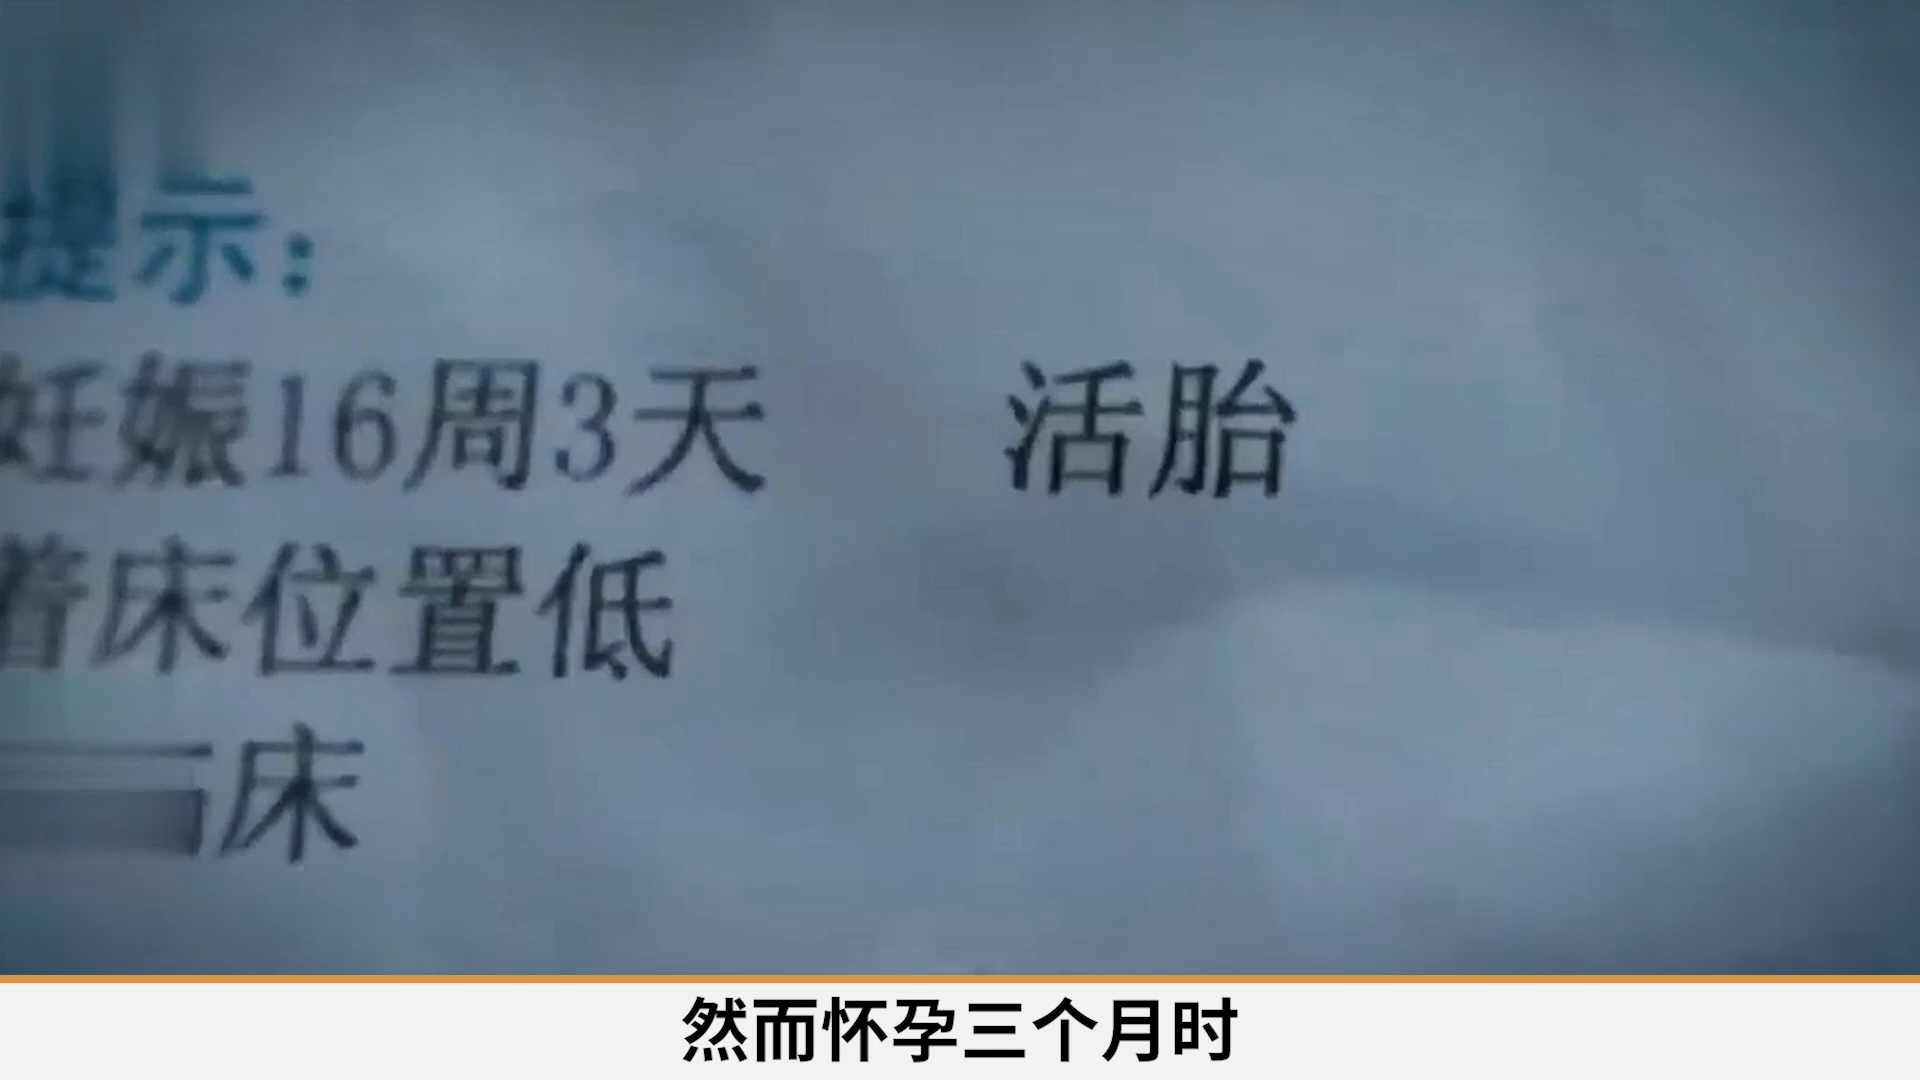 提示:
妊娠16周3天 活胎
着床位置低
床
然而怀孕三个月时